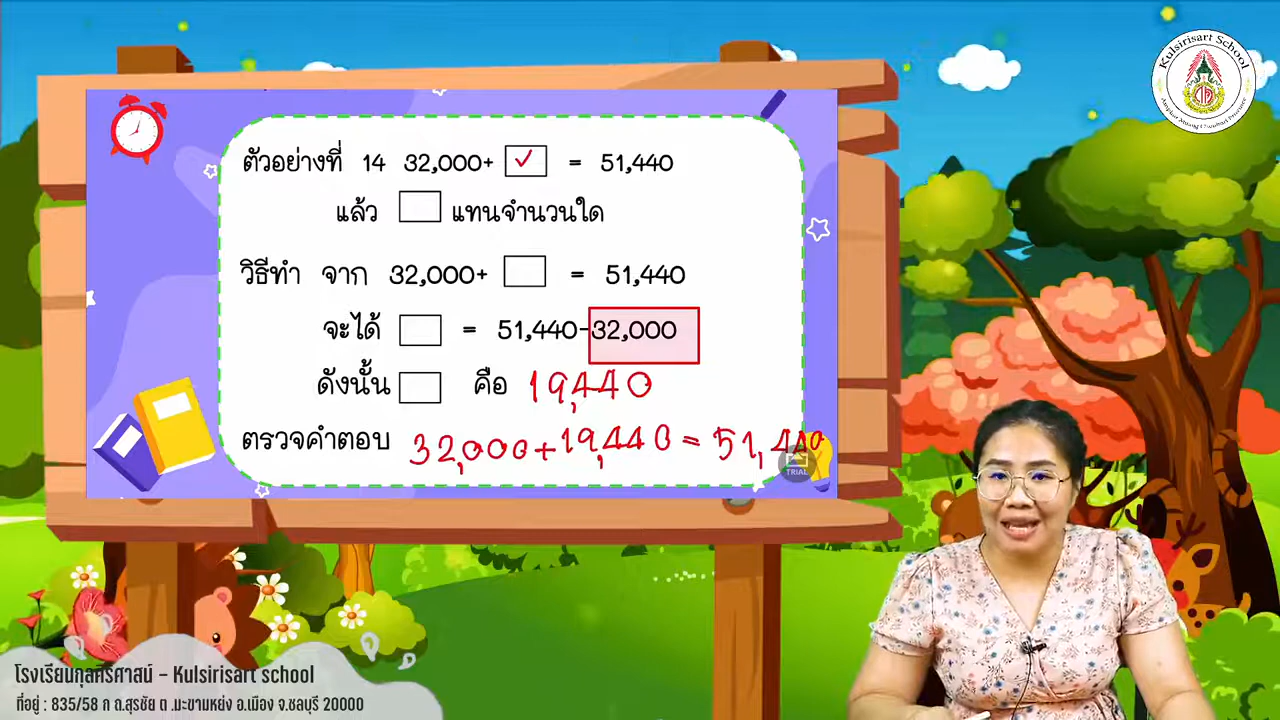 Kulsirisart School
ตัวอย่างที่ 14 32,000+ ✓ = 51,440
แล้ว □ แทนจำนวนใด
วิธีทำ จาก 32,000+ □ = 51,440
จะได้ □ = 51,440-32,000
ดังนั้น □ คือ 19,440
ตรวจคำตอบ 32,000+19,440 = 51,440
TRIAL
โรงเรียนกุลศิริศาสน์ - Kulsirisart school
ที่อยู่ : 835/58 ก ถ.สุรชัย ต.มะขามหย่ง อ.เมือง จ.ชลบุรี 20000